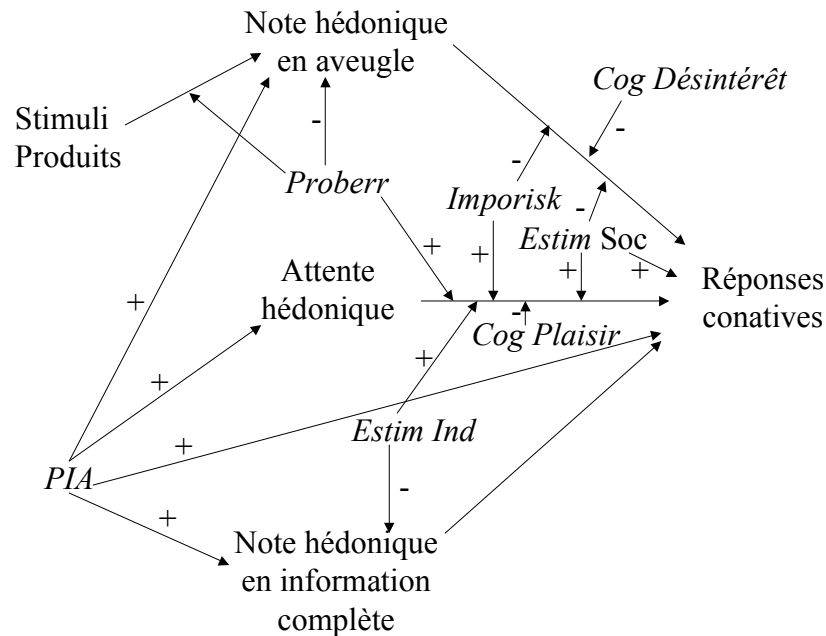 Note hédonique
en aveugle
Cog Désintérêt
Stimuli
Produits
-
-
Proberr
-
Imporisk
-
Estim Soc
+
+
+
+
Attente
hédonique
Réponses
conatives
+
-
Cog Plaisir
+
+
Estim Ind
+
PIA
-
+
Note hédonique
en information
complète